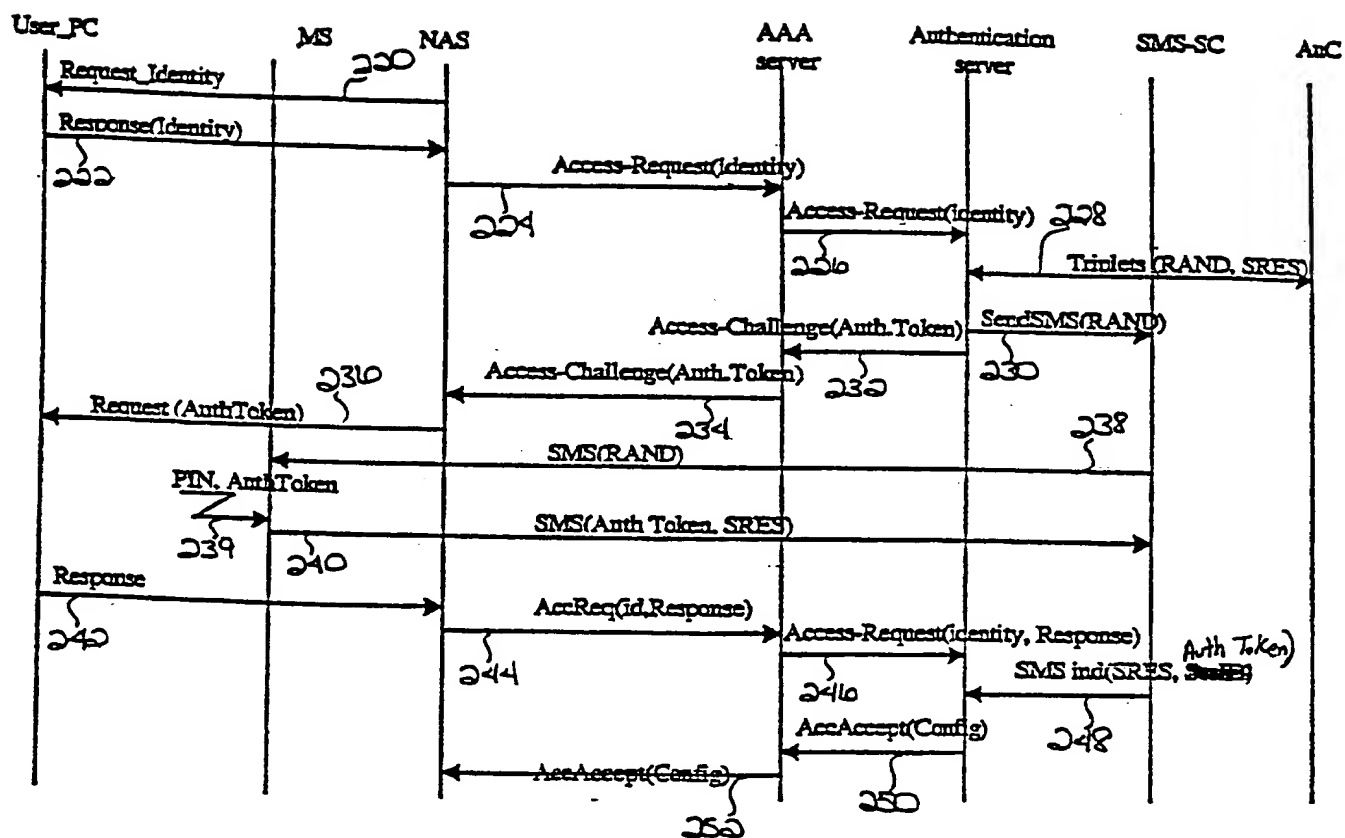 User_PC
MS
NAS
AAA
server
Authentication
server
SMS-SC
AuC
Request_Identity
220
Response(Identity)
222
Access-Request(identity)
224
Access-Request(identity)
226
228
Triplets (RAND, SRES)
Access-Challenge(Auth.Token)
SendSMS(RAND)
232
230
Access-Challenge(Auth.Token)
234
236
Request (AuthToken)
238
SMS(RAND)
PIN, AuthToken
239
SMS(Auth Token, SRES)
240
Response
242
AccReq(id,Response)
244
Access-Request(identity, Response)
246
Auth Token)
SMS ind(SRES,
248
AccAccept(Config)
250
AccAccept(Config)
252